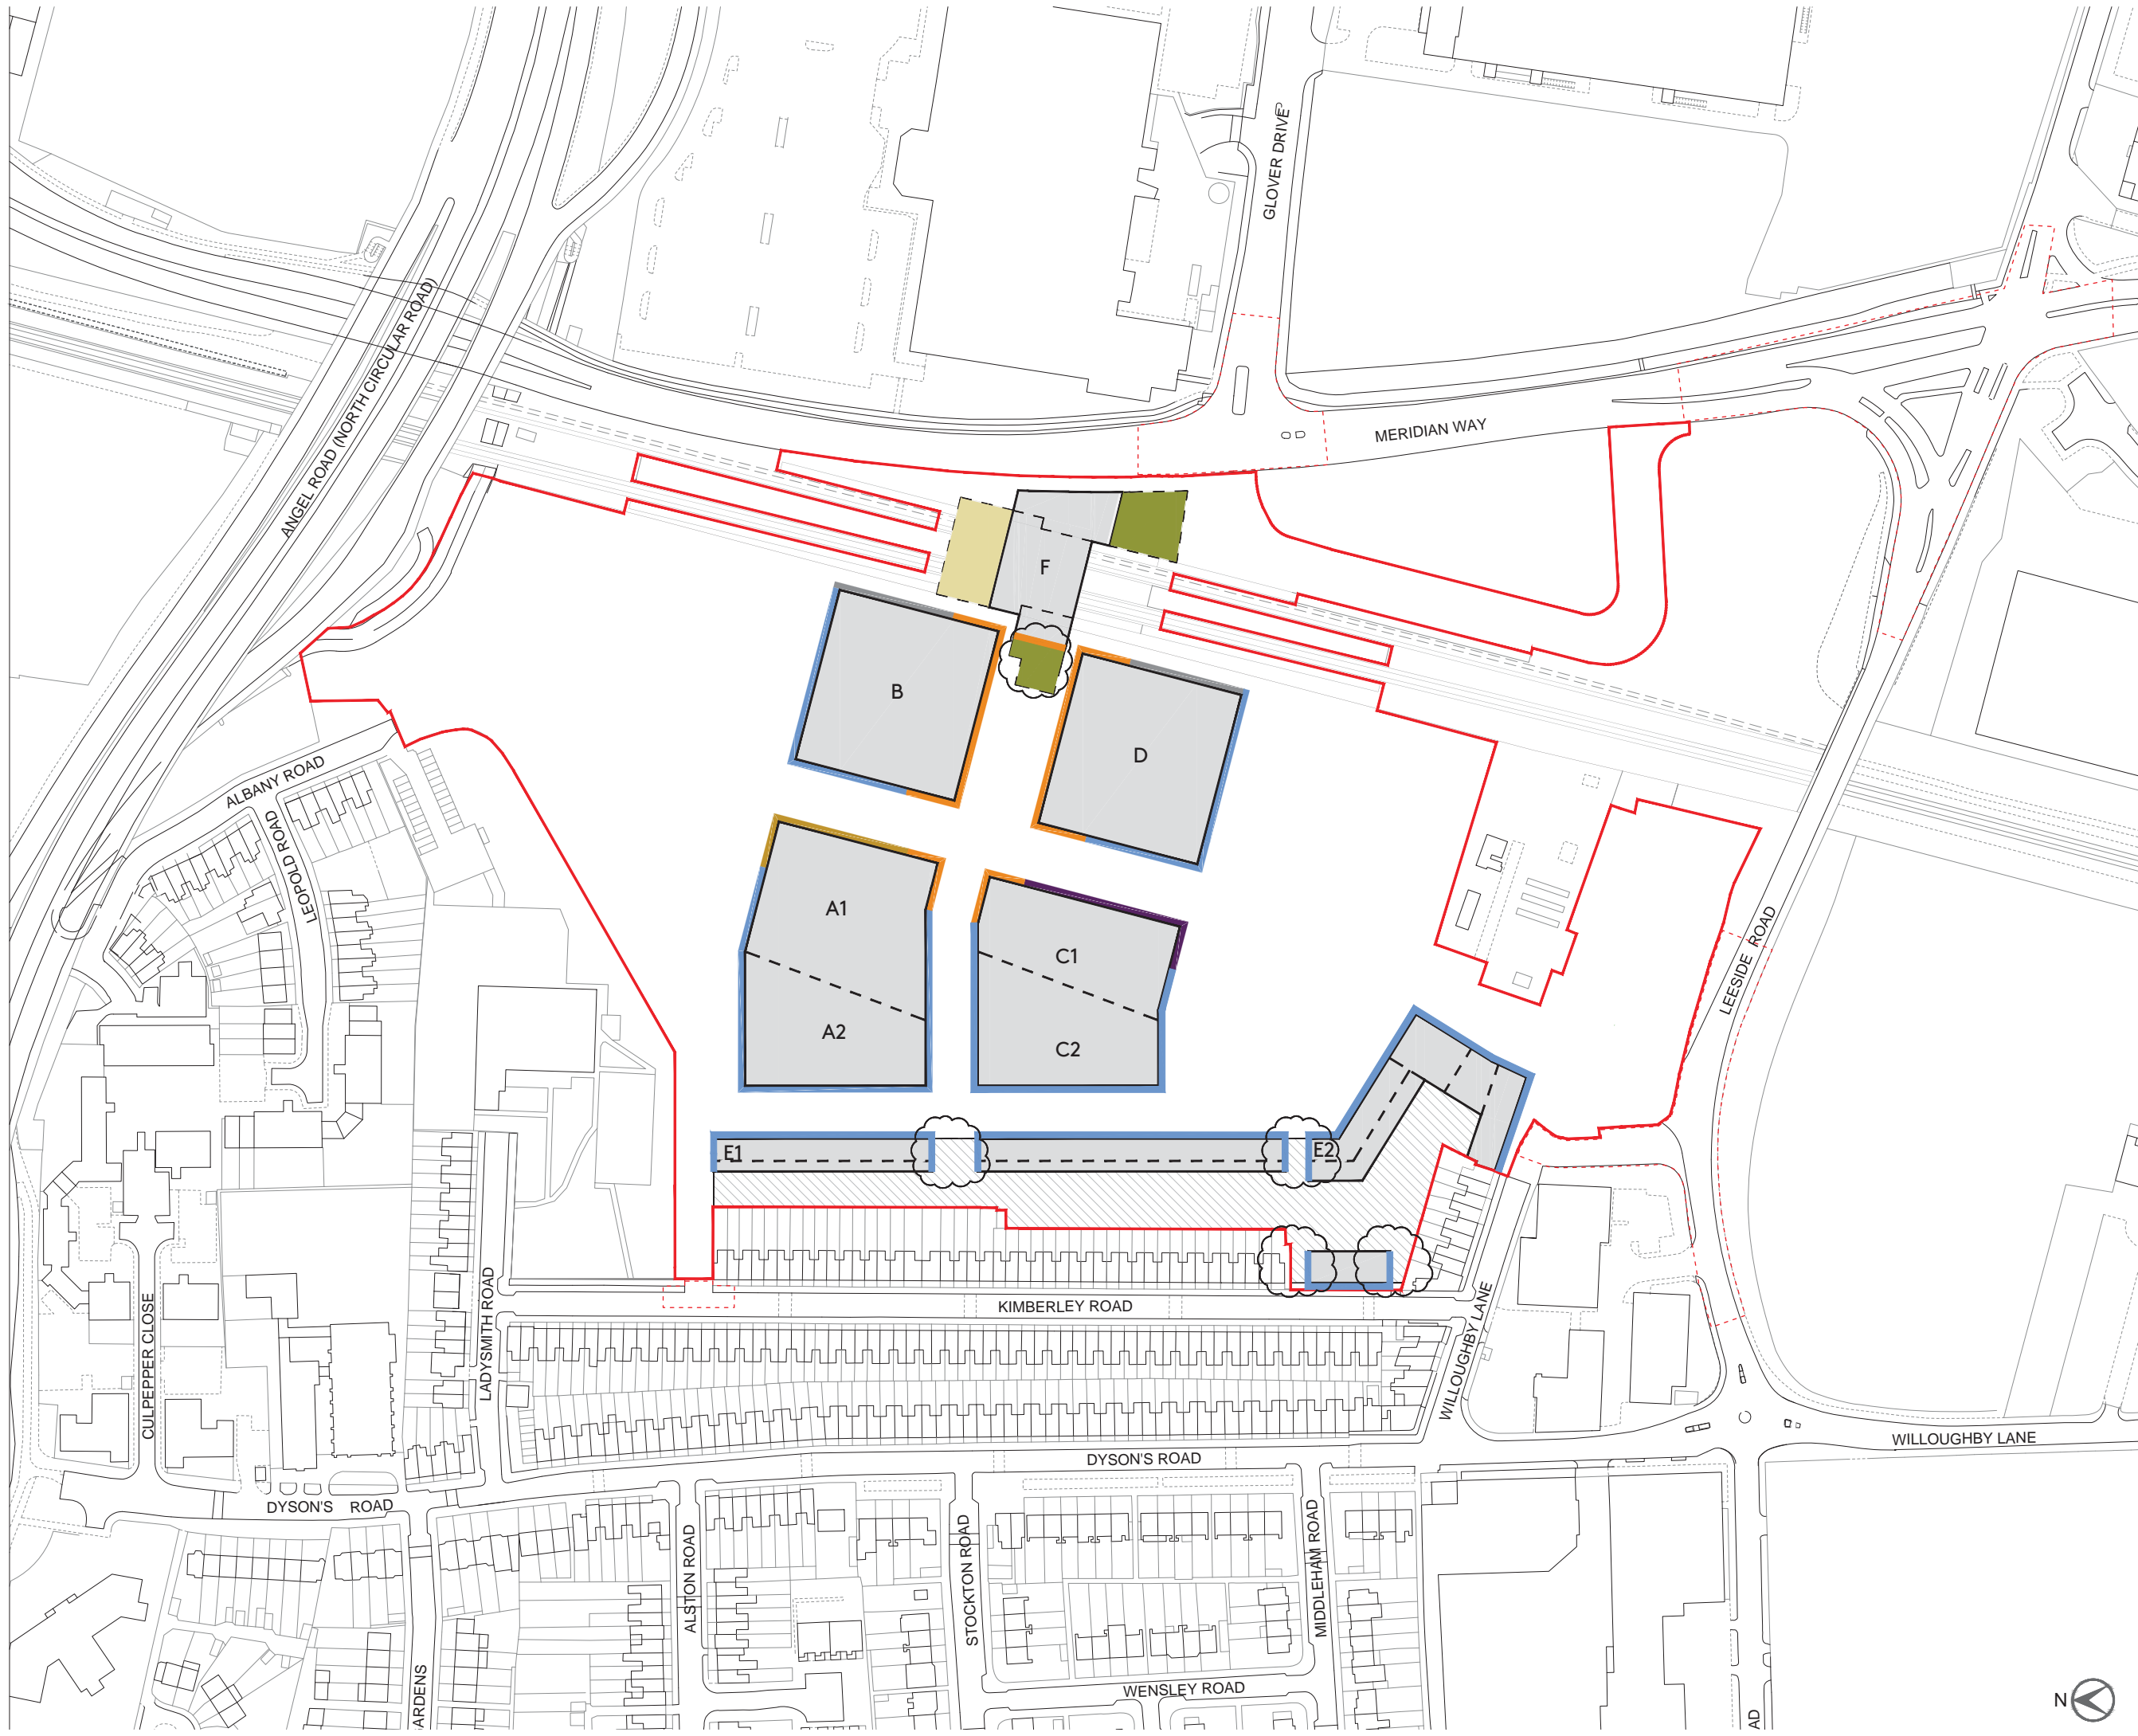 GLOVER DRIVE
ANGEL ROAD (NORTH CIRCULAR ROAD)
MERIDIAN WAY
F
B
D
ALBANY ROAD
LEOPOLD ROAD
A1
C1
LEESIDE ROAD
A2
C2
E1
E2
KIMBERLEY ROAD
LADYSMITH ROAD
CULPEPPER CLOSE
WILLOUGHBY LANE
WILLOUGHBY LANE
DYSON'S ROAD
DYSON'S ROAD
ALSTON ROAD
STOCKTON ROAD
MIDDLEHAM ROAD
WENSLEY ROAD
ARDENS
AD
N